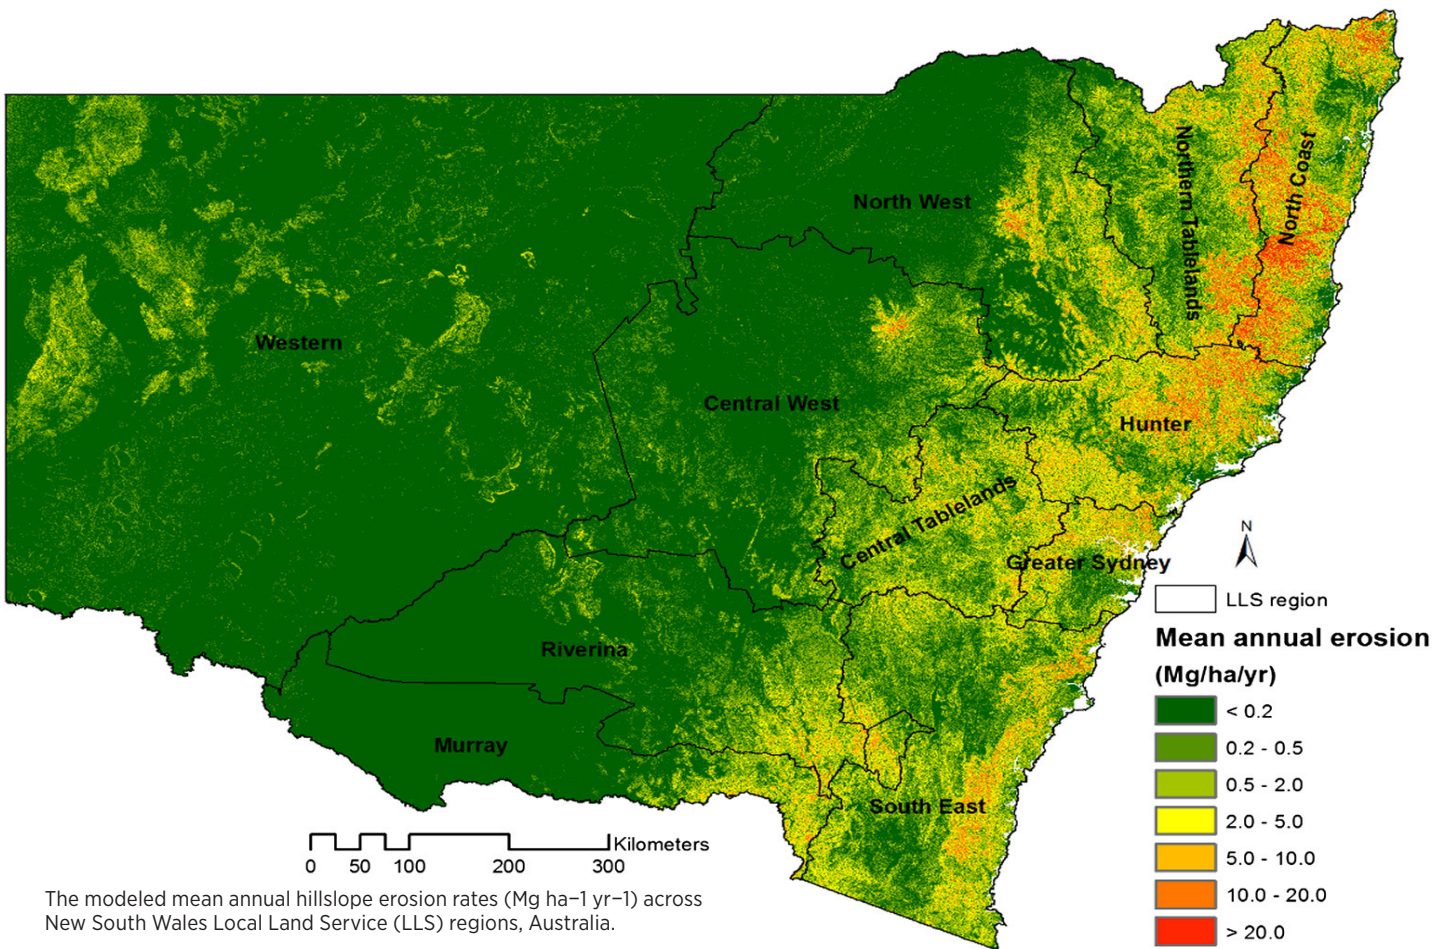 North West
Northern Tablelands
North Coast
Western
Central West
Hunter
Central Tablelands
Greater Sydney
Riverina
Murray
South East
N
LLS region
Mean annual erosion
(Mg/ha/yr)
< 0.2
0.2 - 0.5
0.5 - 2.0
2.0 - 5.0
5.0 - 10.0
10.0 - 20.0
> 20.0
Kilometers
0 50 100 200 300
The modeled mean annual hillslope erosion rates (Mg ha−1 yr−1) across
New South Wales Local Land Service (LLS) regions, Australia.